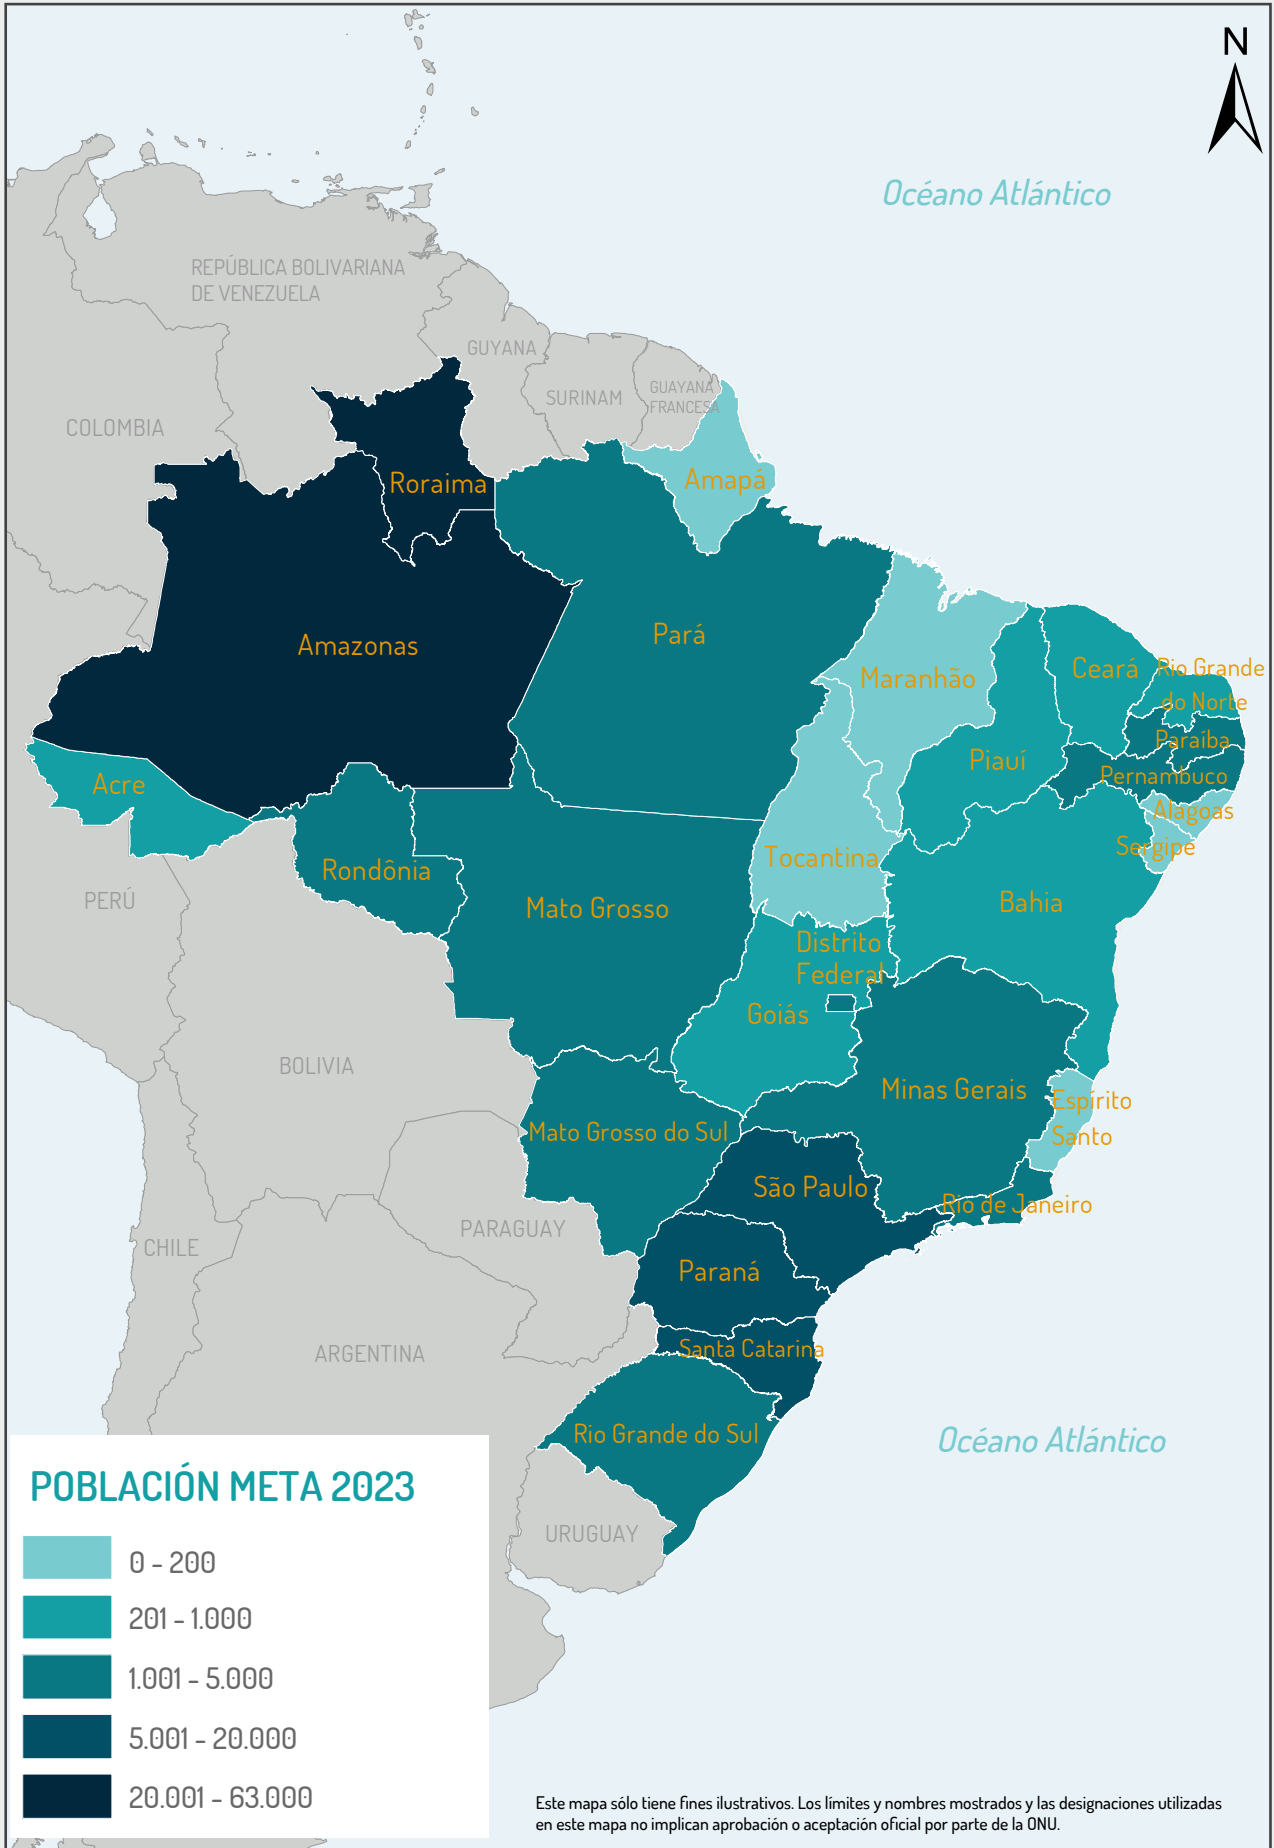 N
Océano Atlántico
REPÚBLICA BOLIVARIANA
DE VENEZUELA
GUYANA
SURINAM
GUAYANA
FRANCESA
COLOMBIA
Roraima
Amapá
Amazonas
Pará
Maranhão
Ceará
Rio Grande
do Norte
Paraíba
Piauí
Pernambuco
Acre
Alagoas
Sergipe
Tocantina
Rondônia
PERÚ
Mato Grosso
Bahia
Distrito
Federal
Goiás
BOLIVIA
Minas Gerais
Espírito
Santo
Mato Grosso do Sul
São Paulo
Rio de Janeiro
PARAGUAY
CHILE
Paraná
Santa Catarina
ARGENTINA
Rio Grande do Sul
Océano Atlántico
URUGUAY
POBLACIÓN META 2023
0 - 200
201 - 1.000
1.001 - 5.000
5.001 - 20.000
20.001 - 63.000
Este mapa sólo tiene fines ilustrativos. Los límites y nombres mostrados y las designaciones utilizadas
en este mapa no implican aprobación o aceptación oficial por parte de la ONU.